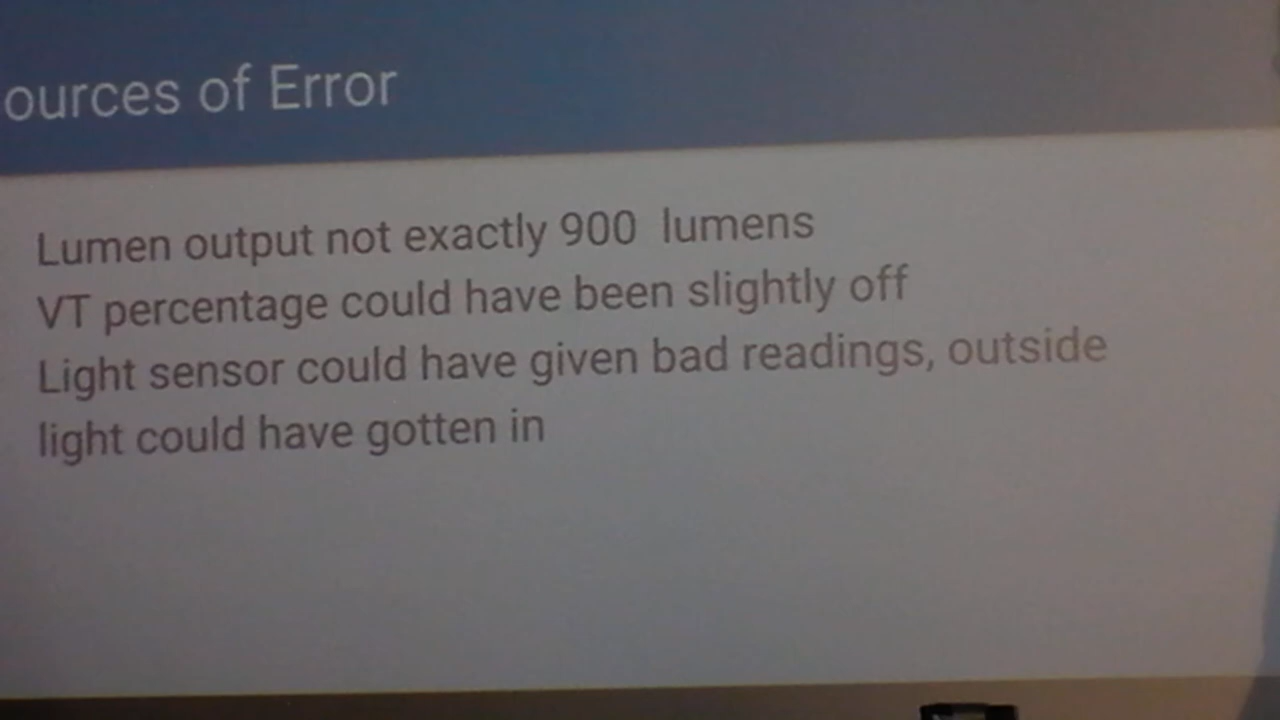 ources of Error
Lumen output not exactly 900 lumens
VT percentage could have been slightly off
Light sensor could have given bad readings, outside
light could have gotten in